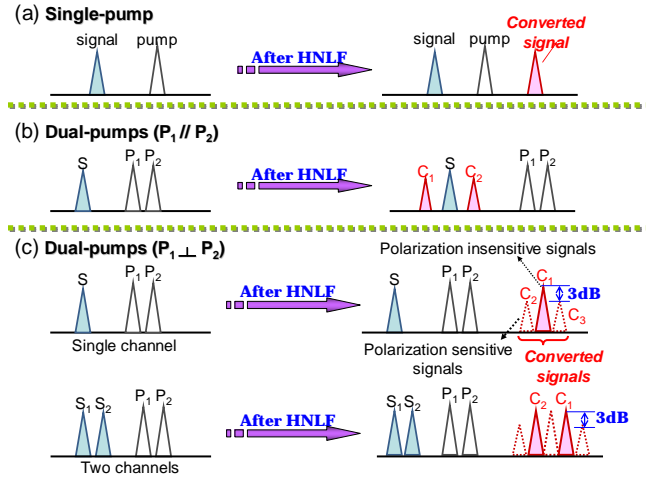 (a) Single-pump
Converted signal
signal pump
After HNLF
signal pump
(b) Dual-pumps (P1 // P2)
S P1 P2
After HNLF
C1 S C2 P1 P2
(c) Dual-pumps (P1 ⊥ P2)
Polarization insensitive signals
S P1 P2
After HNLF
S P1 P2
C1
C2
3dB
C3
Single channel
Polarization sensitive signals
Converted signals
S1 S2 P1 P2
After HNLF
S1 S2 P1 P2
C2 C1
3dB
Two channels